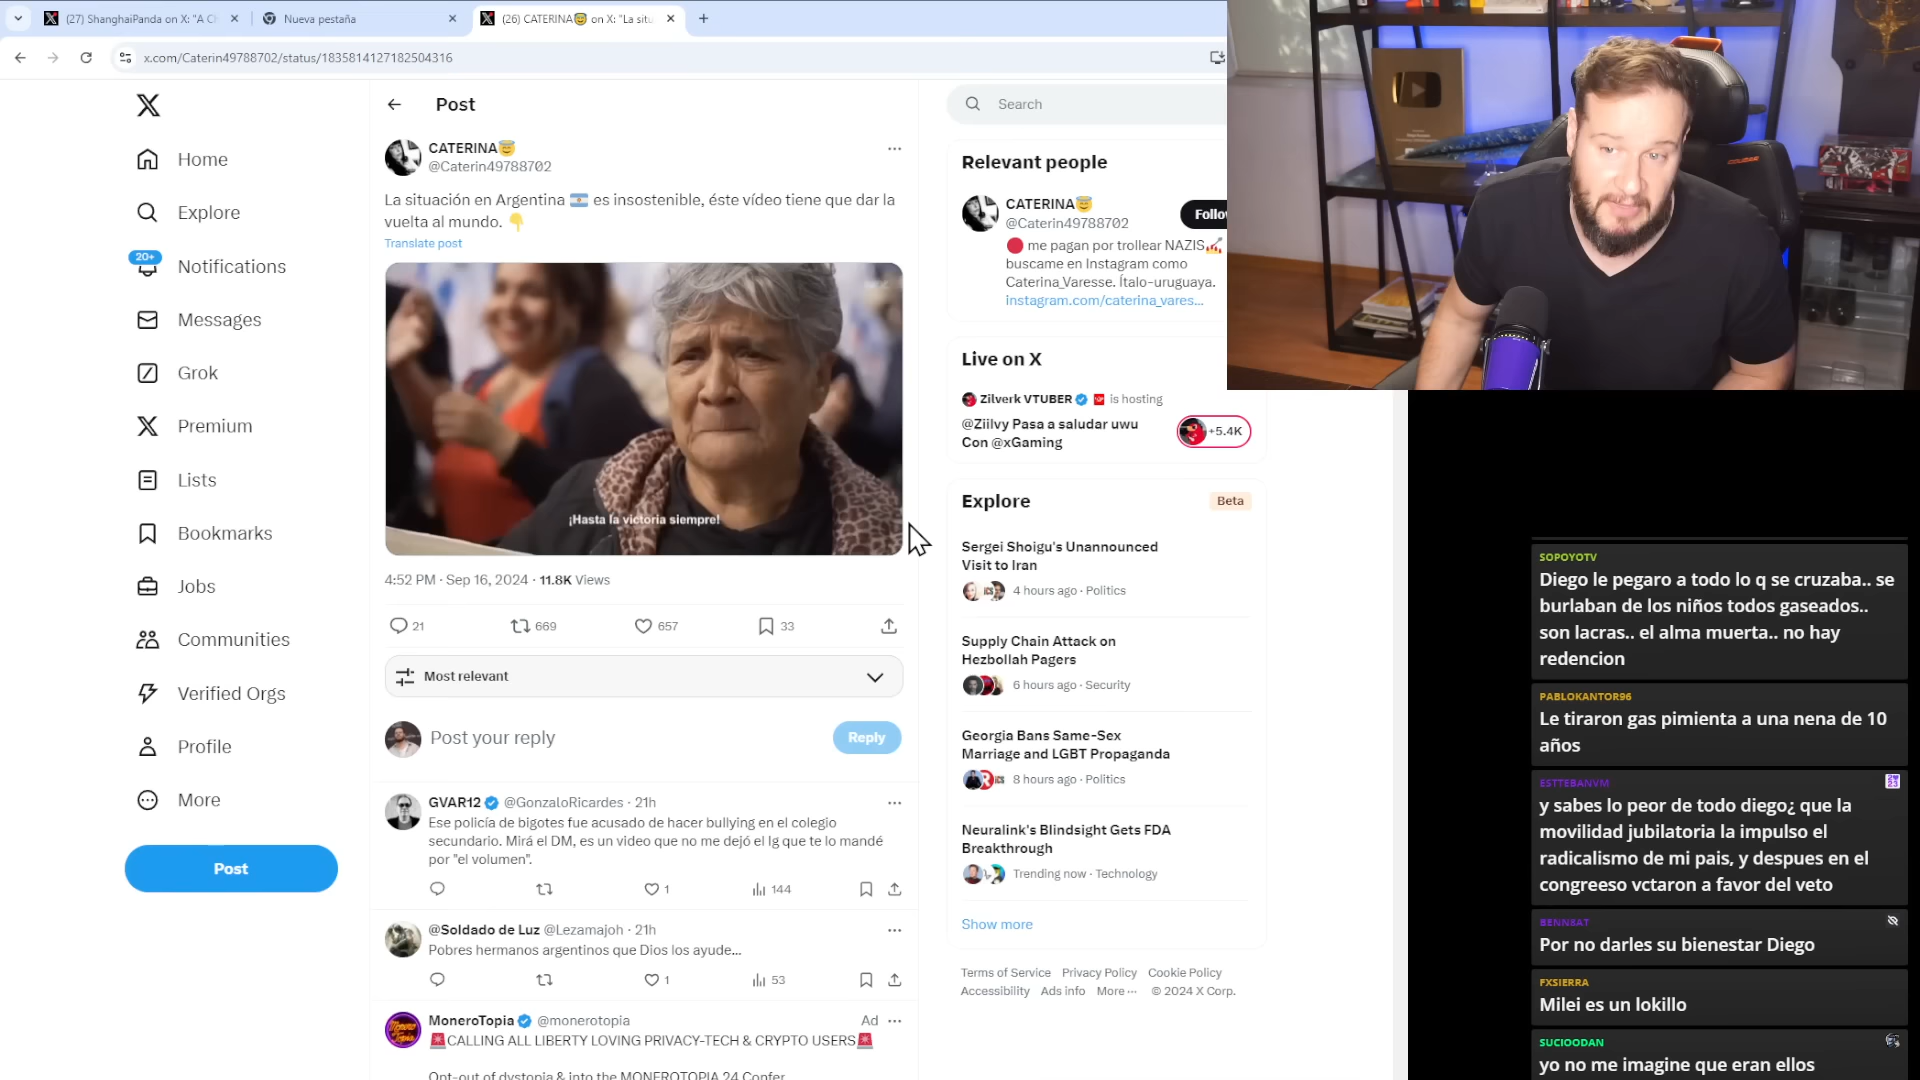 (27) ShanghaiPanda on X: "A Ch
Nueva pestaña
(26) CATERINA😇 on X: "La situ
x.com/Caterin49788702/status/1835814127182504316
Home
Explore
20+
Notifications
Messages
Grok
Premium
Lists
Bookmarks
Jobs
Communities
Verified Orgs
Profile
More
Post
Post
CATERINA😇
@Caterin49788702
La situación en Argentina 🇦🇷 es insostenible, éste vídeo tiene que dar la
vuelta al mundo. 👇
Translate post
¡Hasta la victoria siempre!
4:52 PM · Sep 16, 2024 · 11.8K Views
21
669
657
33
Most relevant
Post your reply
Reply
GVAR12 @GonzaloRicardes · 21h
Ese policía de bigotes fue acusado de hacer bullying en el colegio
secundario. Mirá el DM, es un video que no me dejó el Ig que te lo mandé
por "el volumen".
1
144
@Soldado de Luz @Lezamajoh · 21h
Pobres hermanos argentinos que Dios los ayude...
1
53
MoneroTopia @monerotopia
Ad
🚨CALLING ALL LIBERTY LOVING PRIVACY-TECH & CRYPTO USERS🚨
Opt-out of dystopia & into the MONEROTOPIA 24 Confer
Search
Relevant people
CATERINA😇
@Caterin49788702
Follo
🔴 me pagan por trollear NAZIS
buscame en Instagram como
Caterina_Varesse. Ítalo-uruguaya.
instagram.com/caterina_vares...
Live on X
Zilverk VTUBER is hosting
@Ziilvy Pasa a saludar uwu
Con @xGaming
+5.4K
Explore
Beta
Sergei Shoigu's Unannounced
Visit to Iran
4 hours ago · Politics
Supply Chain Attack on
Hezbollah Pagers
6 hours ago · Security
Georgia Bans Same-Sex
Marriage and LGBT Propaganda
8 hours ago · Politics
Neuralink's Blindsight Gets FDA
Breakthrough
Trending now · Technology
Show more
Terms of Service Privacy Policy Cookie Policy
Accessibility Ads info More ··· © 2024 X Corp.
SOPOYOTV
Diego le pegaro a todo lo q se cruzaba.. se
burlaban de los niños todos gaseados..
son lacras.. el alma muerta.. no hay
redencion
PABLOKANTOR96
Le tiraron gas pimienta a una nena de 10
años
ESTTEBANVM
y sabes lo peor de todo diego¿ que la
movilidad jubilatoria la impulso el
radicalismo de mi pais, y despues en el
congreeso vctaron a favor del veto
BENN8AT
Por no darles su bienestar Diego
FXSIERRA
Milei es un lokillo
SUCIOODAN
yo no me imagine que eran ellos